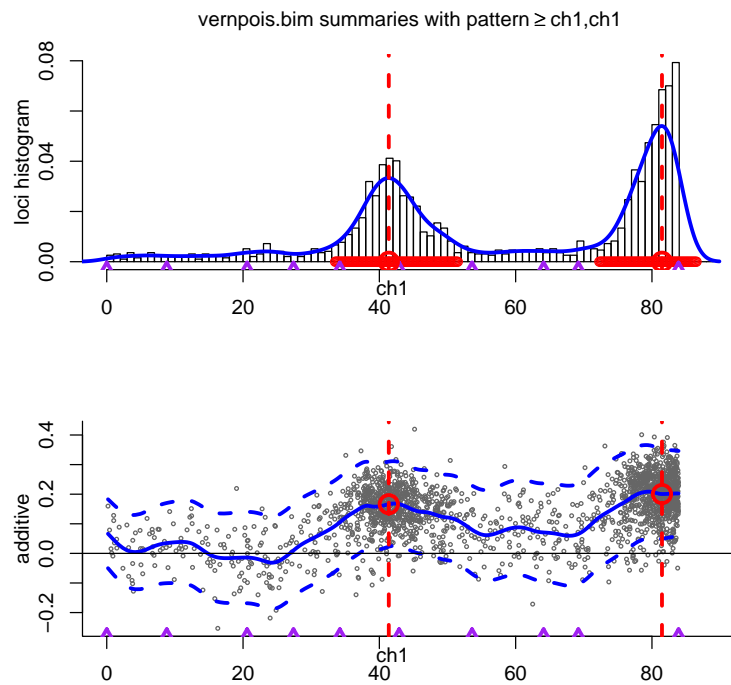 vernpois.bim summaries with pattern ≥ ch1,ch1
loci histogram
0.08
0.04
0.00
ch1
0 20 40 60 80
additive
0.4
0.2
0.0
−0.2
ch1
0 20 40 60 80